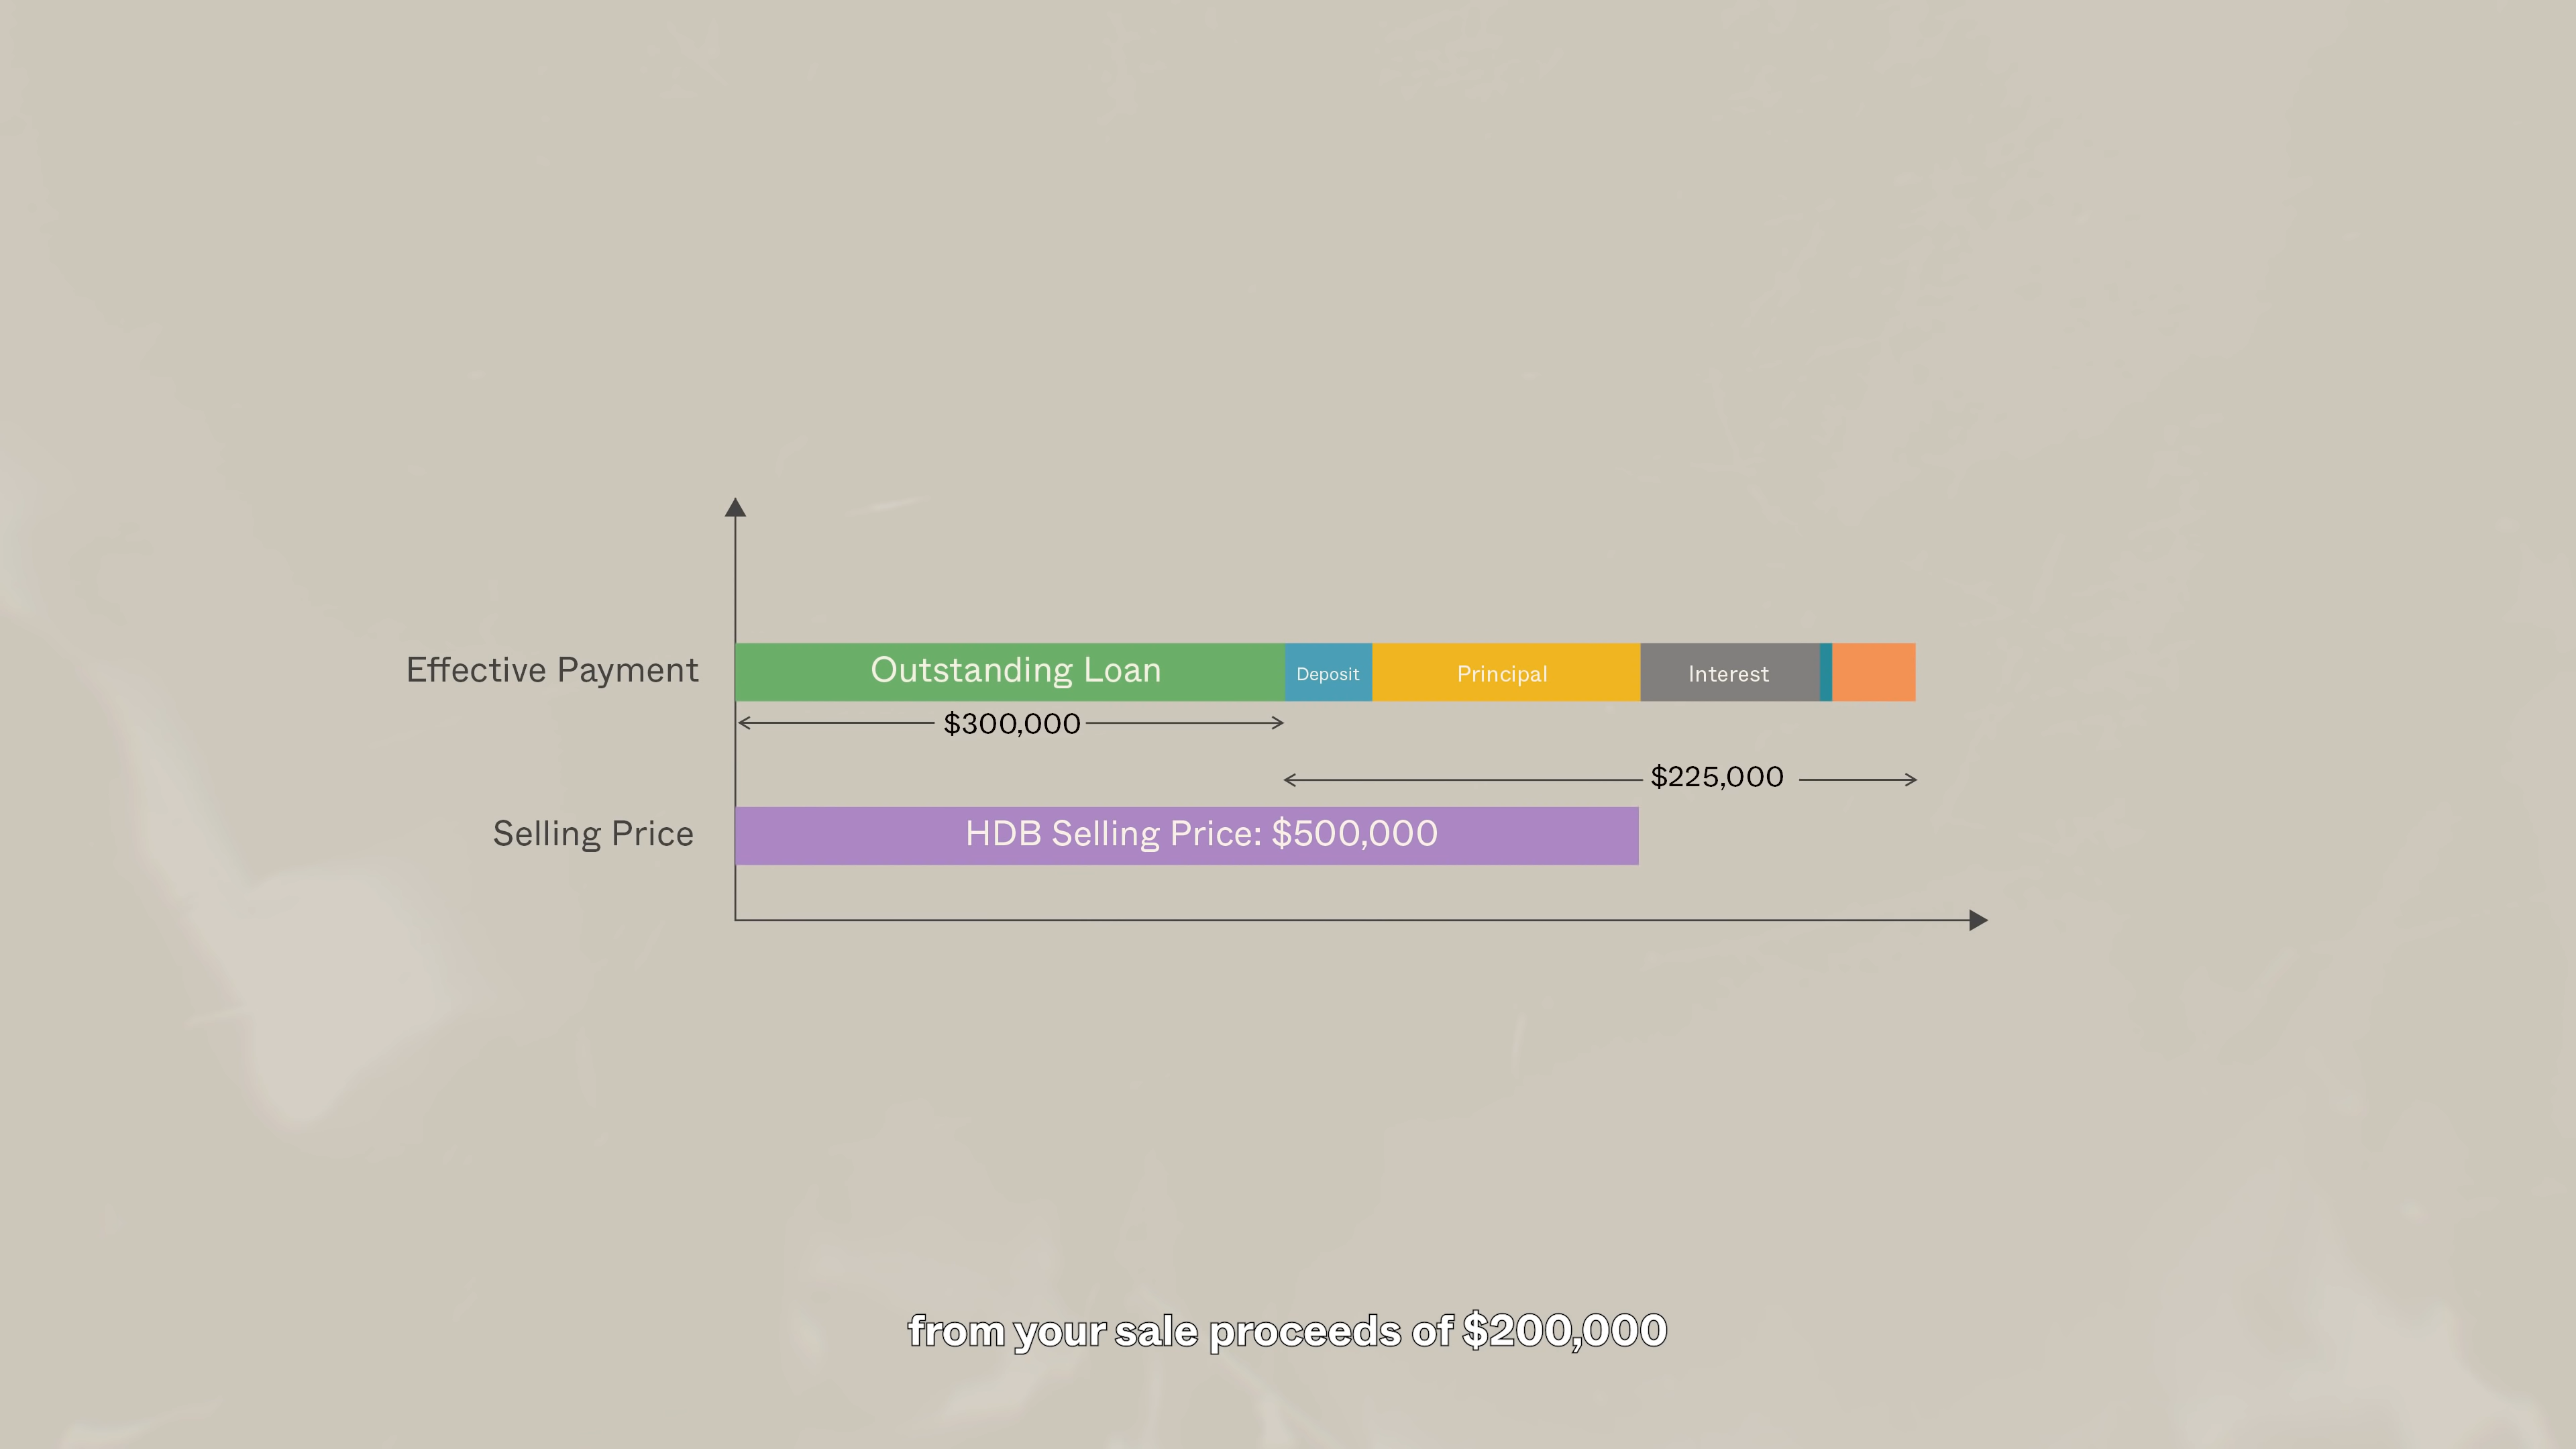 Effective Payment
Outstanding Loan
Deposit
Principal
Interest
$300,000
$225,000
Selling Price
HDB Selling Price: $500,000
from your sale proceeds of $200,000